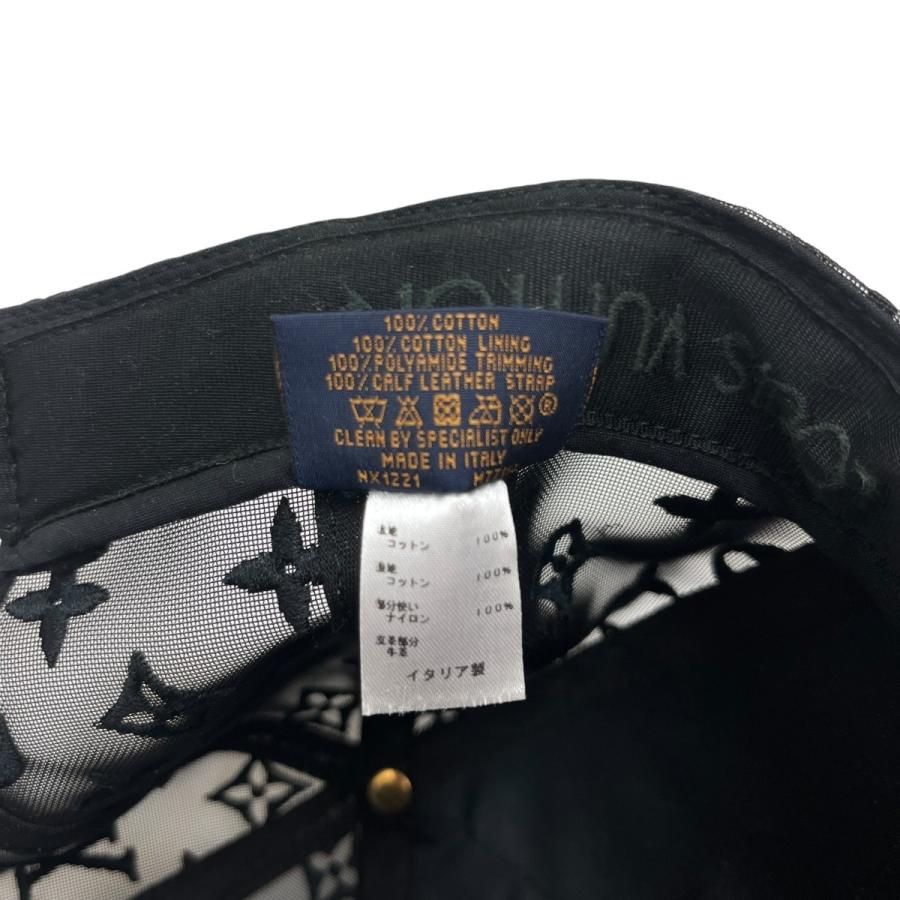 100% COTTON
100% COTTON LINING
100% POLYAMIDE TRIMMING
100% CALF LEATHER STRAP
®
CLEAN BY SPECIALIST ONLY
MADE IN ITALY
NX1221
表地
コットン 100%
裏地
コットン 100%
部分使い
ナイロン 100%
皮革部分
牛革
イタリア製